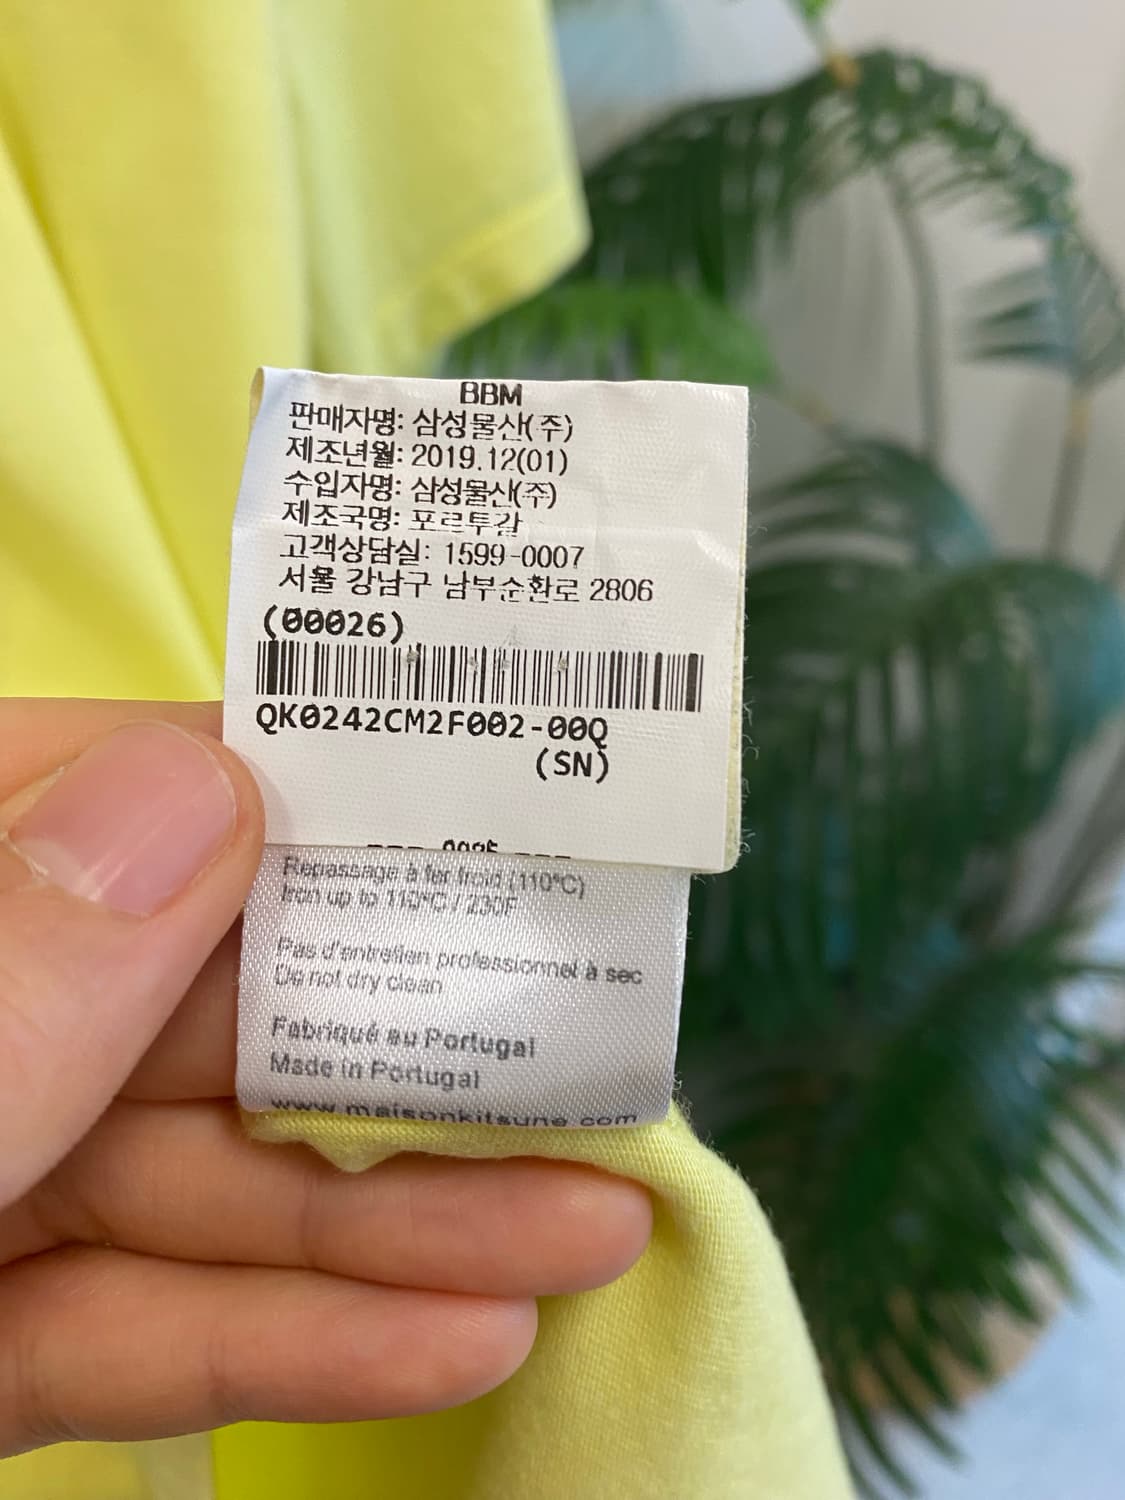 BBM
판매자명: 삼성물산(주)
제조년월: 2019.12(01)
수입자명: 삼성물산(주)
제조국명: 포르투갈
고객상담실: 1599-0007
서울 강남구 남부순환로 2806
(00026)
QK0242CM2F002-00Q
(SN)
Repassage à fer froid (110°C)
Iron up to 110°C / 230F
Pas d'entretien professionnel à sec
Do not dry clean
Fabriqué au Portugal
Made in Portugal
www.maisonkitsune.com